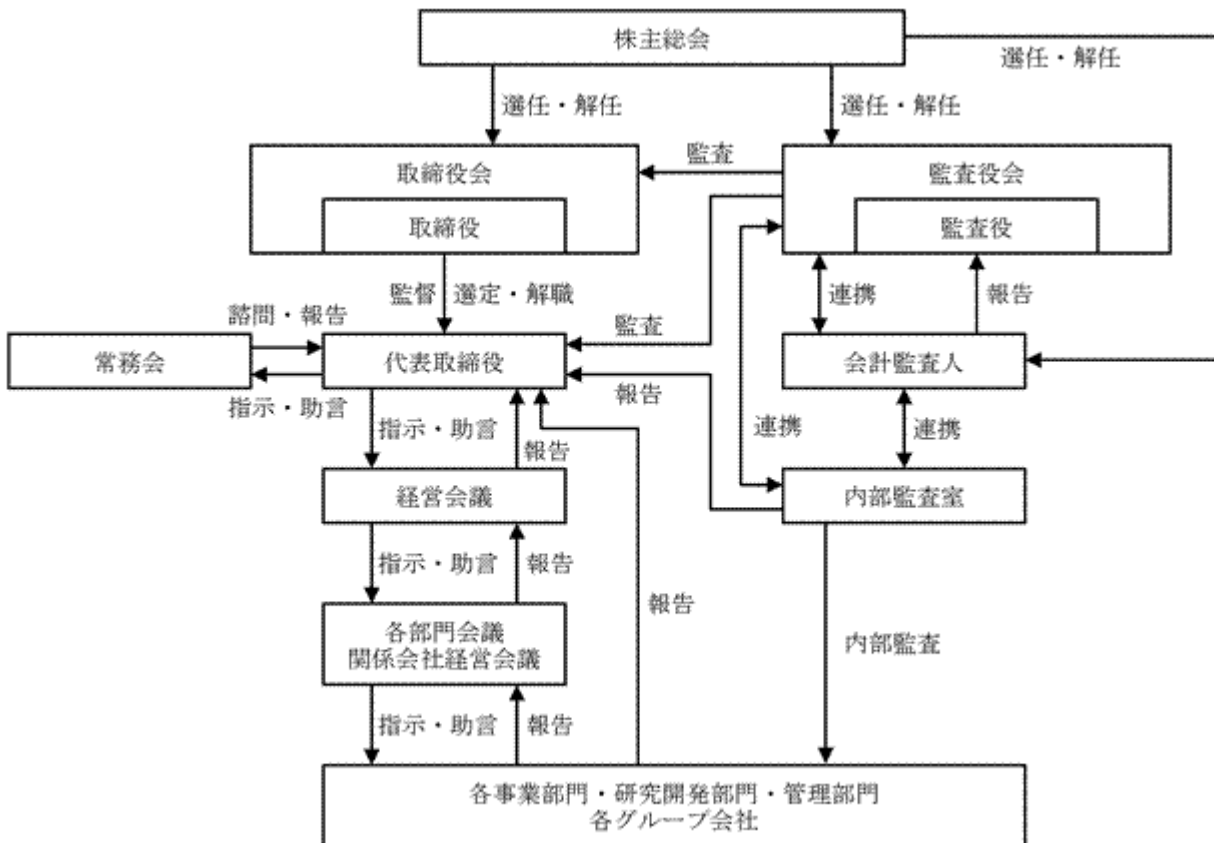 株主総会
選任・解任
選任・解任
選任・解任
取締役会
監査
監査役会
取締役
監査役
監督
選定・解職
連携
報告
諮問・報告
監査
常務会
代表取締役
会計監査人
指示・助言
報告
指示・助言
報告
連携
連携
経営会議
内部監査室
指示・助言
報告
各部門会議
関係会社経営会議
報告
内部監査
指示・助言
報告
各事業部門・研究開発部門・管理部門
各グループ会社